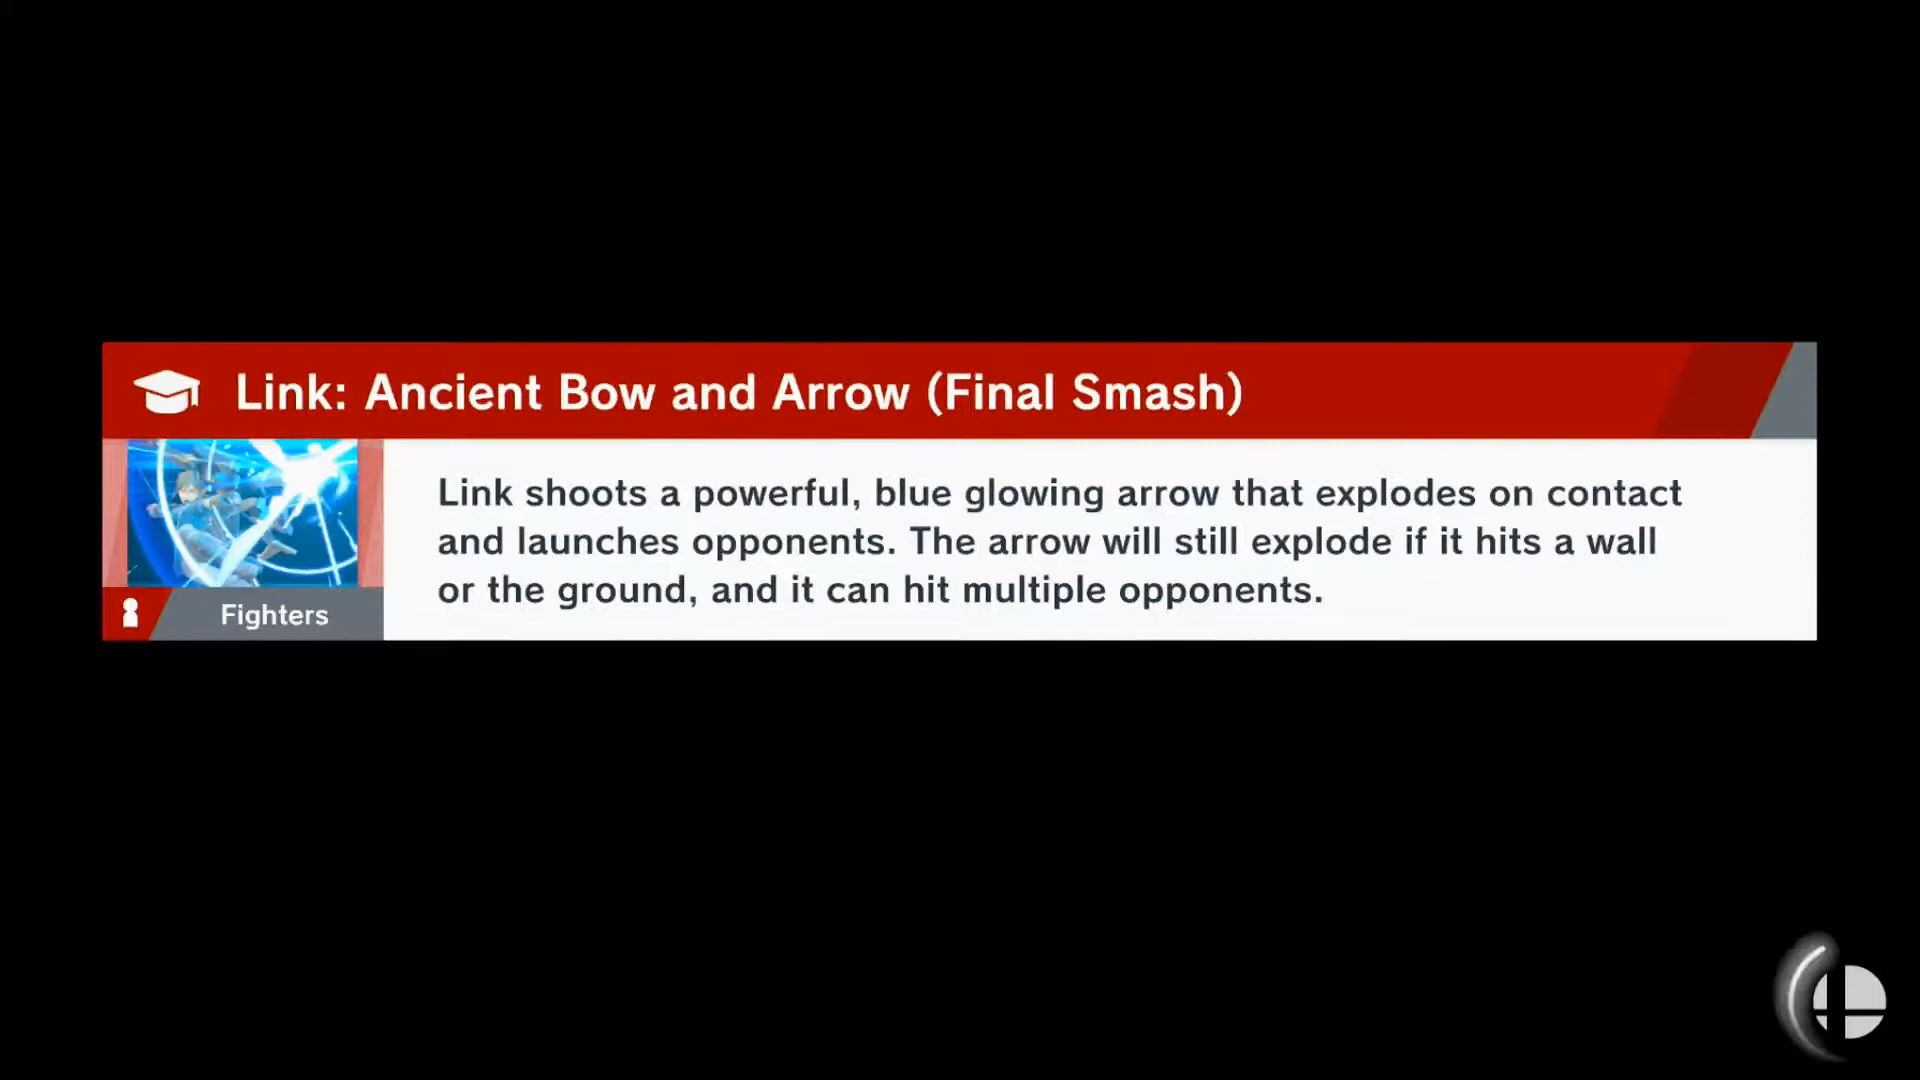 Link: Ancient Bow and Arrow (Final Smash)
Link shoots a powerful, blue glowing arrow that explodes on contact
and launches opponents. The arrow will still explode if it hits a wall
or the ground, and it can hit multiple opponents.
Fighters